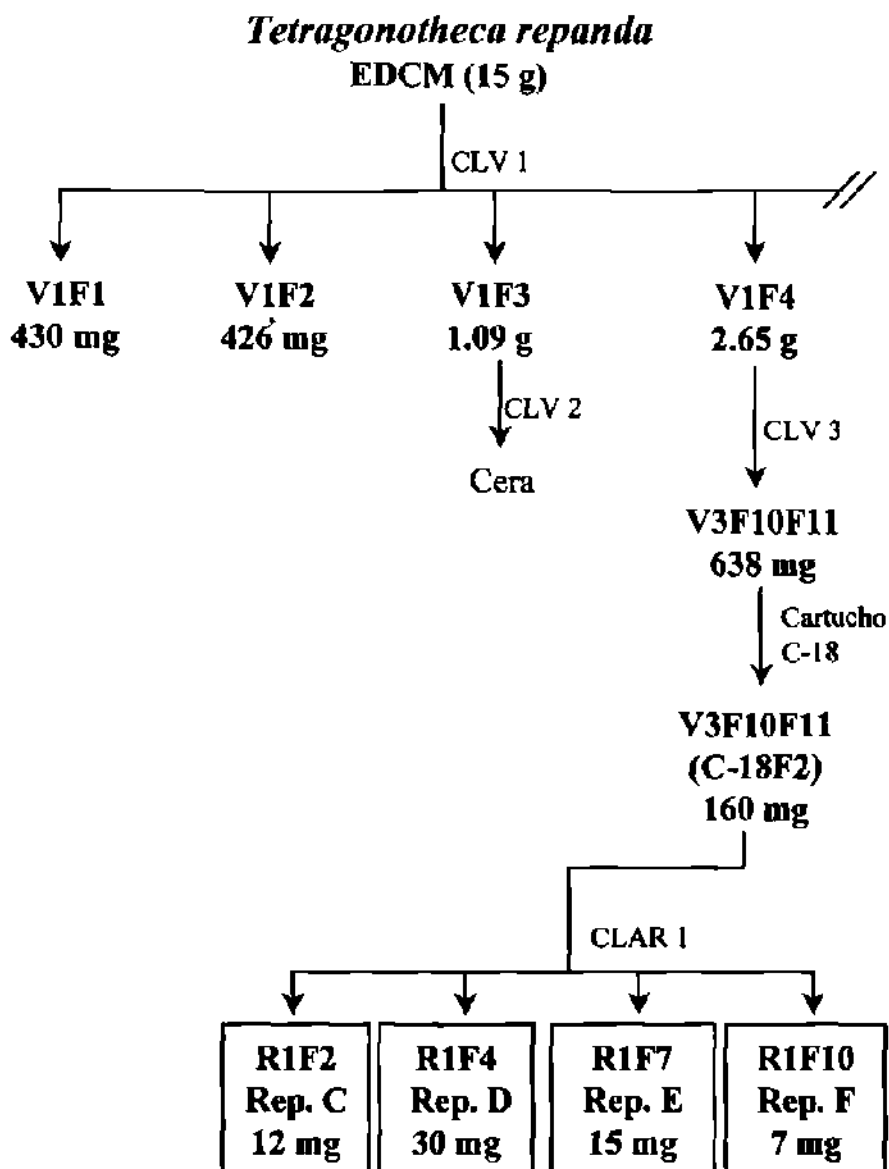 Tetragonotheca repanda
EDCM (15 g)
CLV 1
V1F1
430 mg
V1F2
426 mg
V1F3
1.09 g
V1F4
2.65 g
CLV 2
CLV 3
Cera
V3F10F11
638 mg
Cartucho
C-18
V3F10F11
(C-18F2)
160 mg
CLAR 1
R1F2
Rep. C
12 mg
R1F4
Rep. D
30 mg
R1F7
Rep. E
15 mg
R1F10
Rep. F
7 mg